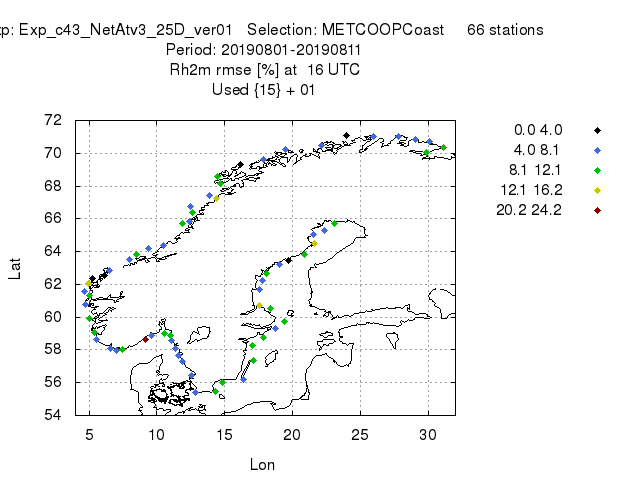 xp: Exp_c43_NetAtv3_25D_ver01 Selection: METCOOPCoast 66 stations
Period: 20190801-20190811
Rh2m rmse [%] at 16 UTC
Used {15} + 01
0.0 4.0
4.0 8.1
8.1 12.1
12.1 16.2
20.2 24.2
72
70
68
66
64
62
60
58
56
54
Lat
5 10 15 20 25 30
Lon